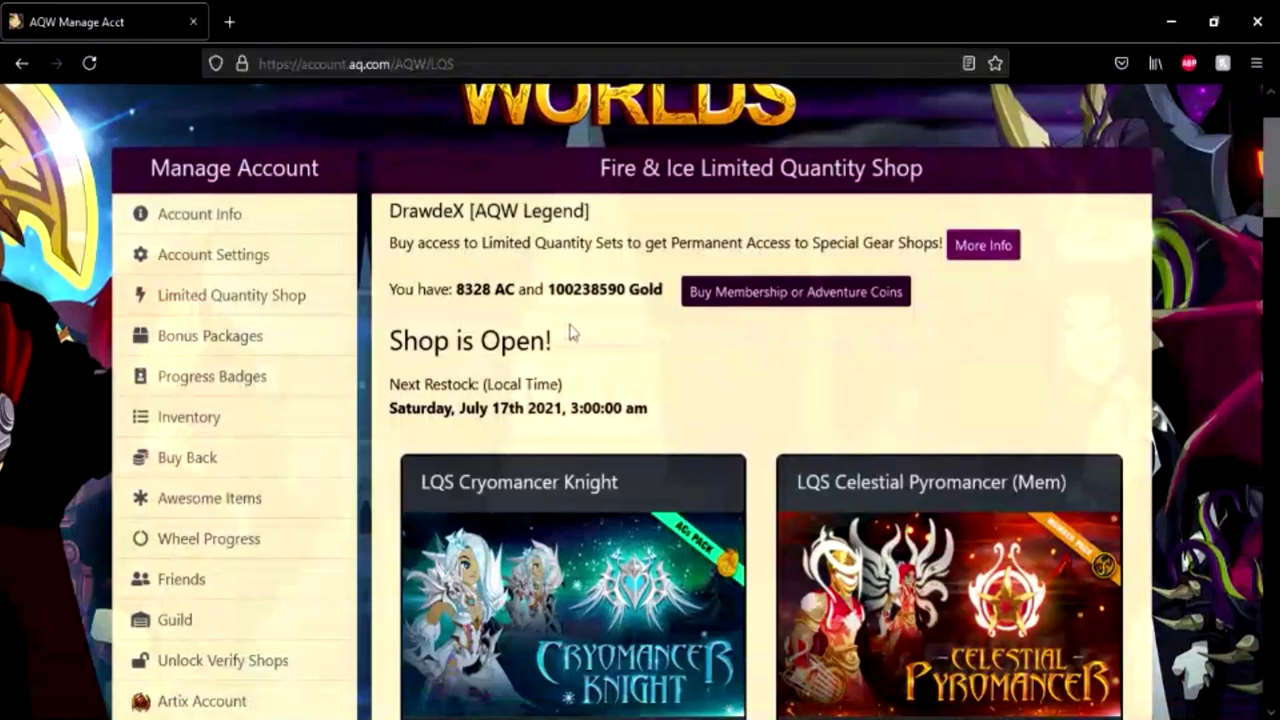 AQW Manage Acct
https://account.aq.com/AQW/LQS
ABP
WORLDS
Manage Account
Account Info
Account Settings
Limited Quantity Shop
Bonus Packages
Progress Badges
Inventory
Buy Back
Awesome Items
Wheel Progress
Friends
Guild
Unlock Verify Shops
Artix Account
Fire & Ice Limited Quantity Shop
DrawdeX [AQW Legend]
Buy access to Limited Quantity Sets to get Permanent Access to Special Gear Shops! More Info
You have: 8328 AC and 100238590 Gold Buy Membership or Adventure Coins
Shop is Open!
Next Restock: (Local Time)
Saturday, July 17th 2021, 3:00:00 am
LQS Cryomancer Knight
ACs PACK
CRYOMANCER
KNIGHT
LQS Celestial Pyromancer (Mem)
MEMBER PACK
CELESTIAL
PYROMANCER